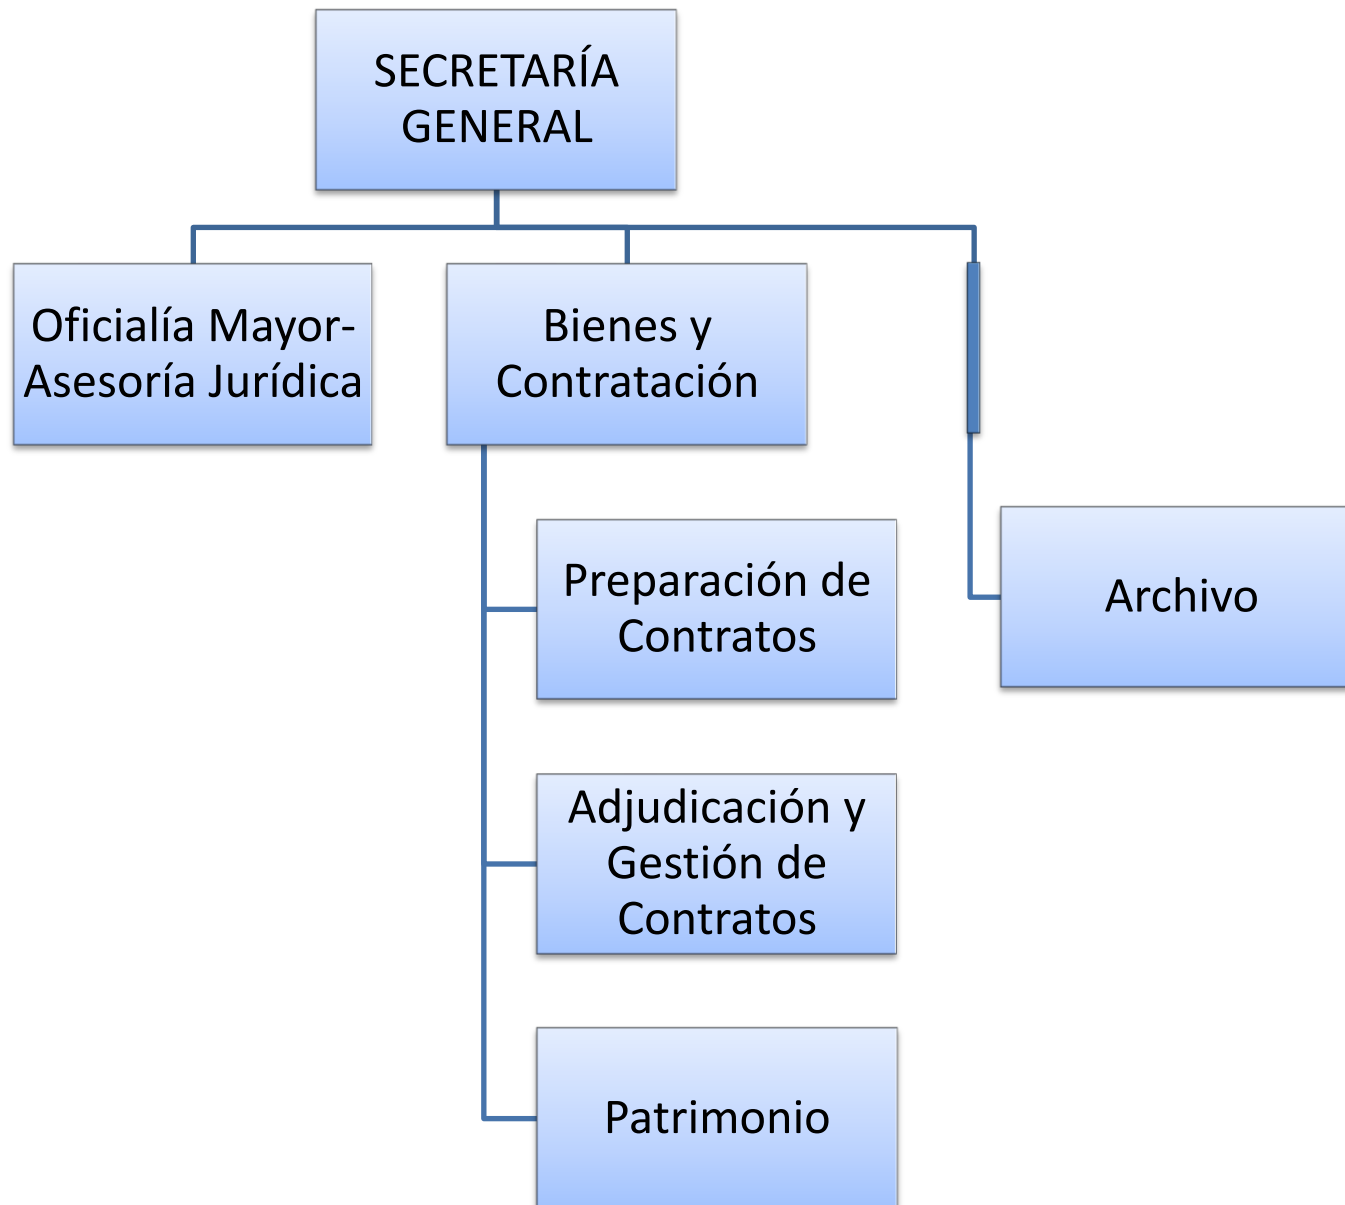 SECRETARÍA
GENERAL
Oficialía Mayor-
Asesoría Jurídica
Bienes y
Contratación
Preparación de
Contratos
Archivo
Adjudicación y
Gestión de
Contratos
Patrimonio